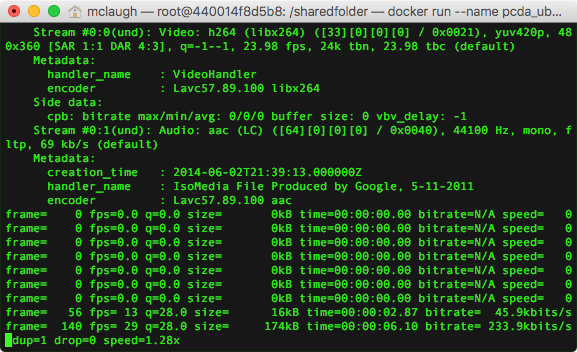 mclaugh — root@440014f8d5b8: /sharedfolder — docker run --name pcda_ub...
Stream #0:0(und): Video: h264 (libx264) ([33][0][0][0] / 0x0021), yuv420p, 48
0x360 [SAR 1:1 DAR 4:3], q=-1--1, 23.98 fps, 24k tbn, 23.98 tbc (default)
Metadata:
handler_name    : VideoHandler
encoder         : Lavc57.89.100 libx264
Side data:
cpb: bitrate max/min/avg: 0/0/0 buffer size: 0 vbv_delay: -1
Stream #0:1(und): Audio: aac (LC) ([64][0][0][0] / 0x0040), 44100 Hz, mono, f
ltp, 69 kb/s (default)
Metadata:
creation_time   : 2014-06-02T21:39:13.000000Z
handler_name    : IsoMedia File Produced by Google, 5-11-2011
encoder         : Lavc57.89.100 aac
frame=    0 fps=0.0 q=0.0 size=       0kB time=00:00:00.00 bitrate=N/A speed=   0
frame=    0 fps=0.0 q=0.0 size=       0kB time=00:00:00.00 bitrate=N/A speed=   0
frame=    0 fps=0.0 q=0.0 size=       0kB time=00:00:00.00 bitrate=N/A speed=   0
frame=    0 fps=0.0 q=0.0 size=       0kB time=00:00:00.00 bitrate=N/A speed=   0
frame=    0 fps=0.0 q=0.0 size=       0kB time=00:00:00.00 bitrate=N/A speed=   0
frame=    0 fps=0.0 q=0.0 size=       0kB time=00:00:00.00 bitrate=N/A speed=   0
frame=    0 fps=0.0 q=0.0 size=       0kB time=00:00:00.00 bitrate=N/A speed=   0
frame=   56 fps= 13 q=28.0 size=      16kB time=00:00:02.87 bitrate=  45.9kbits/s
frame=  140 fps= 29 q=28.0 size=     174kB time=00:00:06.10 bitrate= 233.9kbits/s
dup=1 drop=0 speed=1.28x